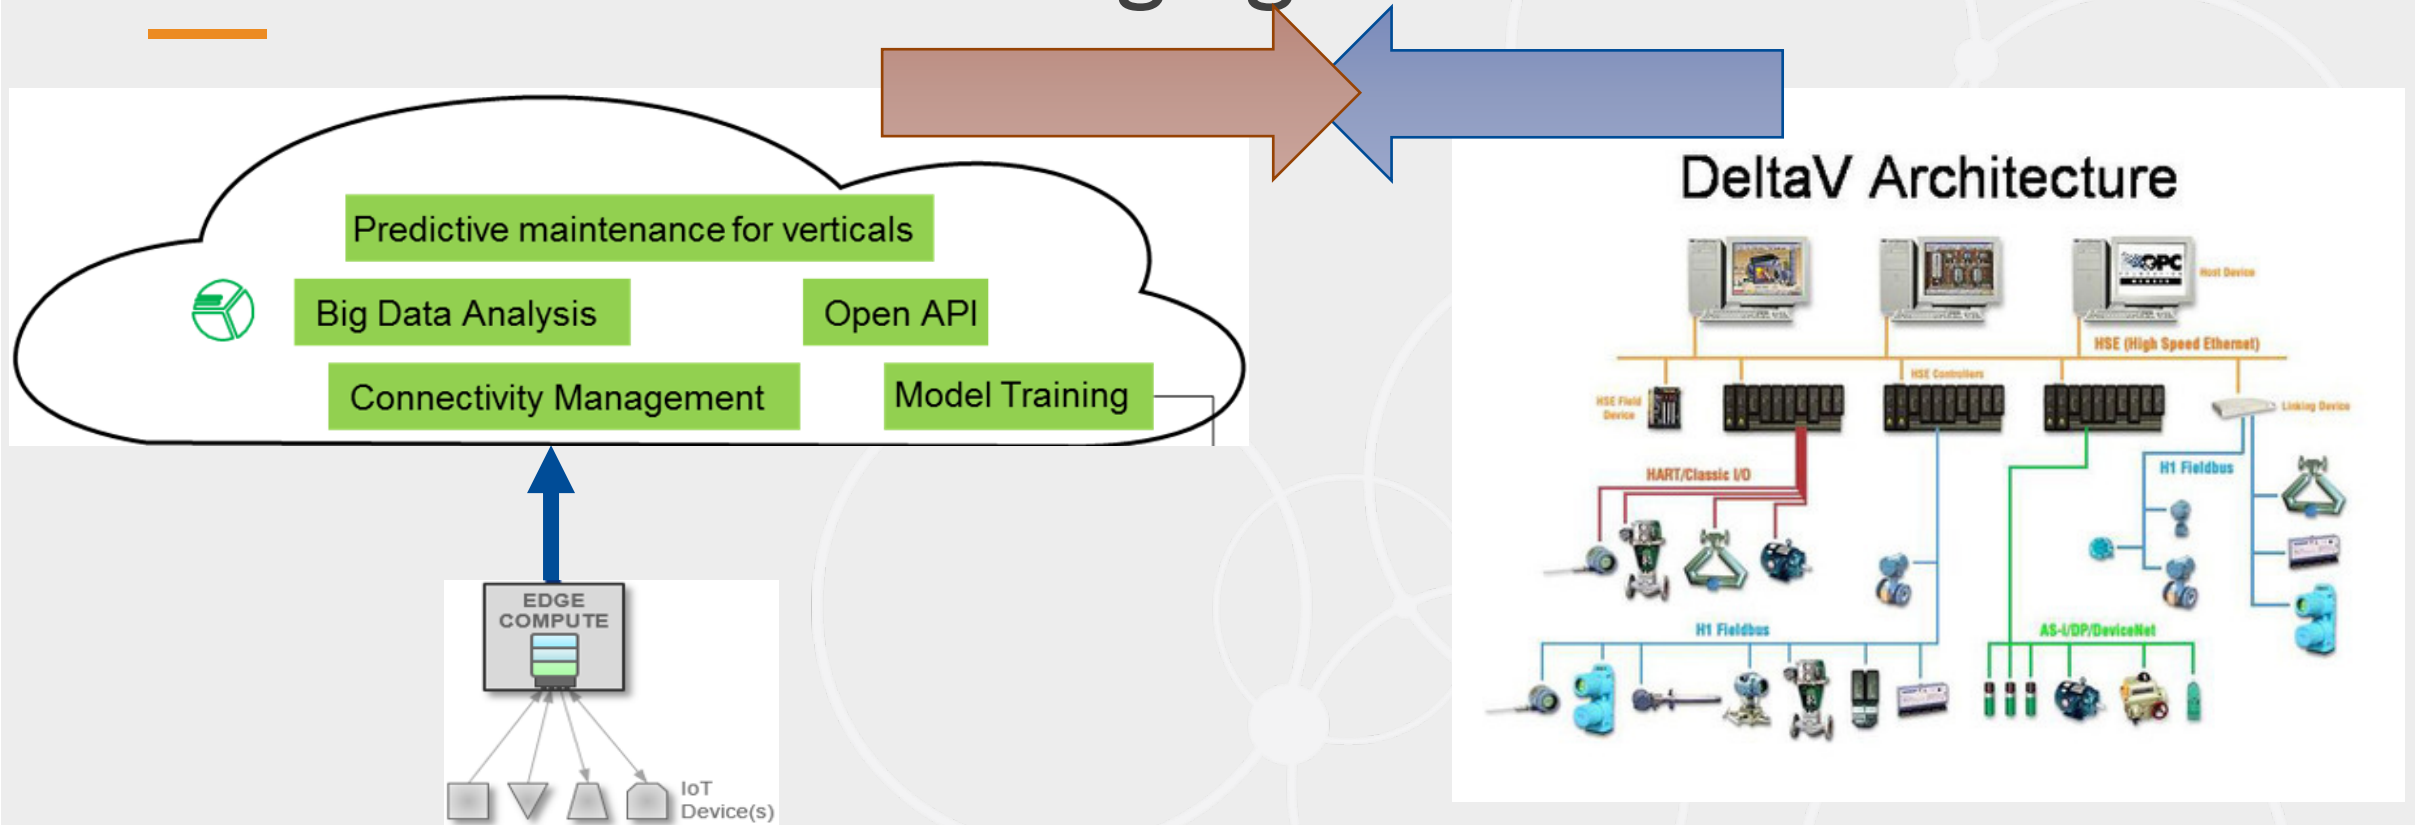 Predictive maintenance for verticals
Big Data Analysis
Open API
Connectivity Management
Model Training
EDGE
COMPUTE
IoT
Device(s)
DeltaV Architecture
OPC
Host Device
HSE (High Speed Ethernet)
HSE Field
Device
HSE Controllers
Linking Device
HART/Classic I/O
H1 Fieldbus
H1 Fieldbus
AS-I/DP/DeviceNet